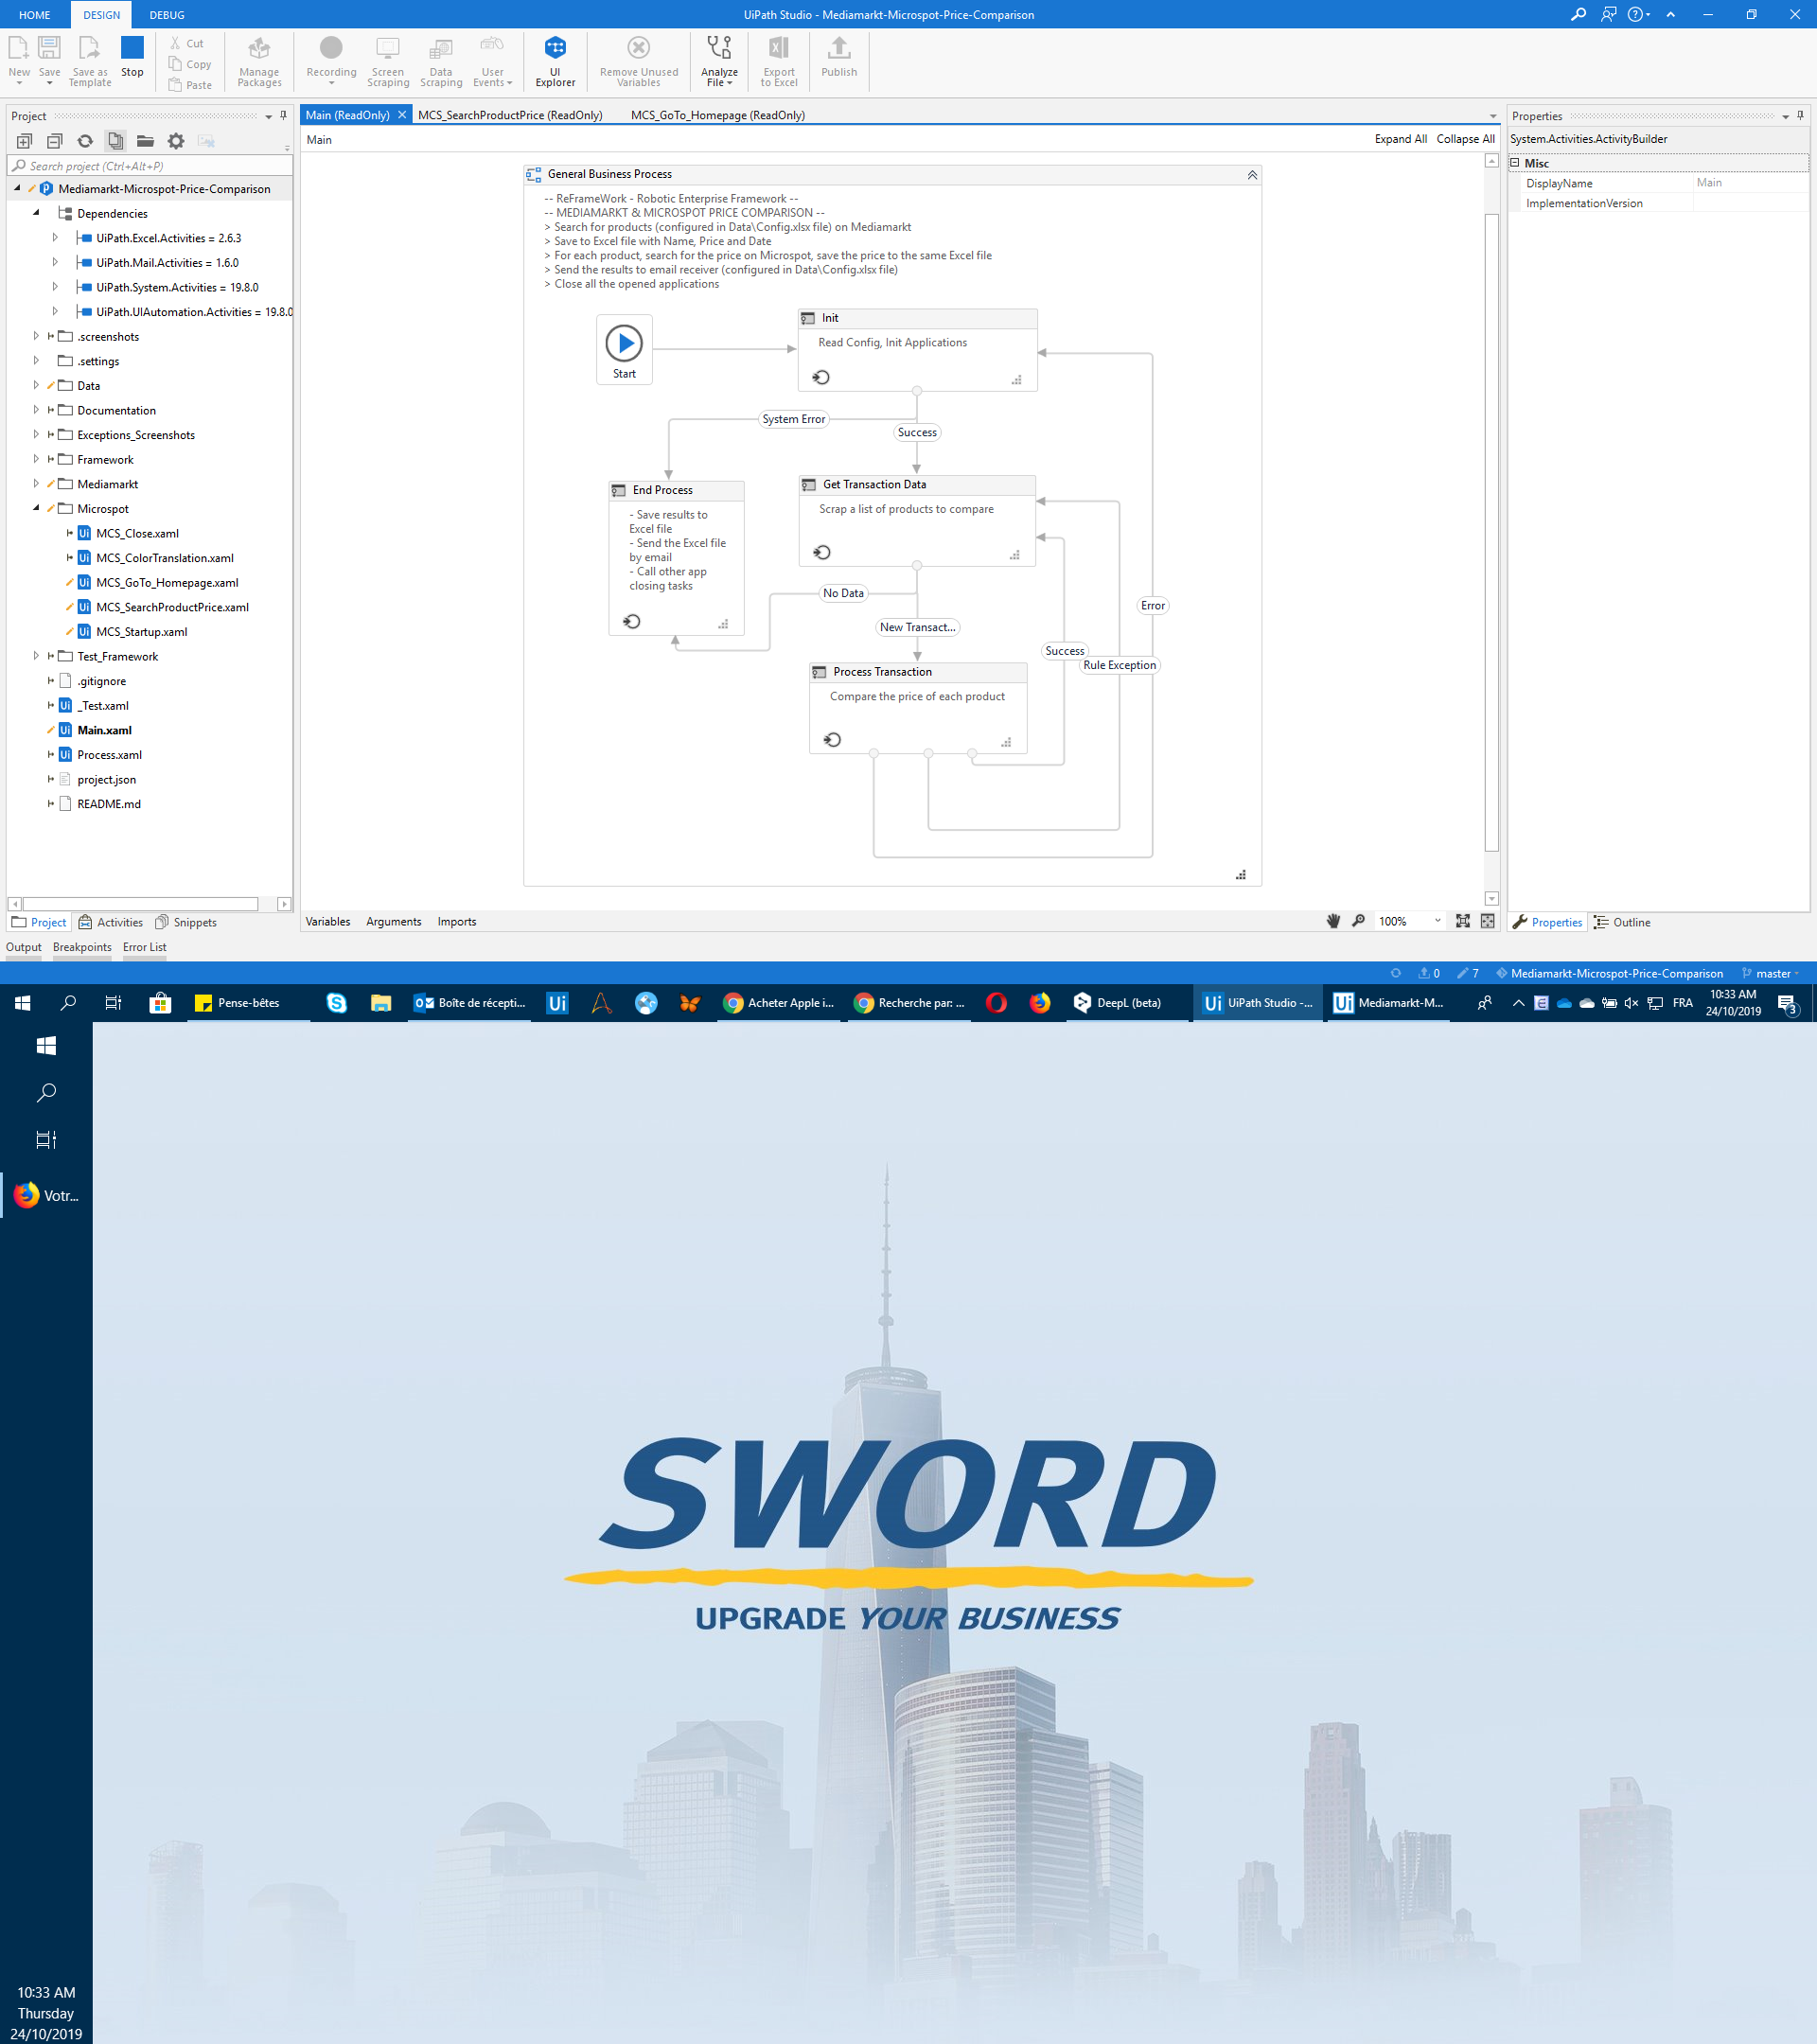 HOME DESIGN DEBUG
UiPath Studio - Mediamarkt-Microspot-Price-Comparison
New
Save
Save as
Template
Stop
Cut
Copy
Paste
Manage
Packages
Recording
Screen
Scraping
Data
Scraping
User
Events
UI
Explorer
Remove Unused
Variables
Analyze
File
Export
to Excel
Publish
Project
Search project (Ctrl+Alt+P)
Mediamarkt-Microspot-Price-Comparison
Dependencies
UiPath.Excel.Activities = 2.6.3
UiPath.Mail.Activities = 1.6.0
UiPath.System.Activities = 19.8.0
UiPath.UIAutomation.Activities = 19.8.0
.screenshots
.settings
Data
Documentation
Exceptions_Screenshots
Framework
Mediamarkt
Microspot
MCS_Close.xaml
MCS_ColorTranslation.xaml
MCS_GoTo_Homepage.xaml
MCS_SearchProductPrice.xaml
MCS_Startup.xaml
Test_Framework
.gitignore
_Test.xaml
Main.xaml
Process.xaml
project.json
README.md
Project Activities Snippets
Output Breakpoints Error List
Main (ReadOnly) MCS_SearchProductPrice (ReadOnly) MCS_GoTo_Homepage (ReadOnly)
Main
Expand All Collapse All
General Business Process
-- ReFrameWork - Robotic Enterprise Framework --
-- MEDIAMARKT & MICROSPOT PRICE COMPARISON --
> Search for products (configured in Data\Config.xlsx file) on Mediamarkt
> Save to Excel file with Name, Price and Date
> For each product, search for the price on Microspot, save the price to the same Excel file
> Send the results to email receiver (configured in Data\Config.xlsx file)
> Close all the opened applications
Start
Init
Read Config, Init Applications
System Error
Success
End Process
- Save results to
Excel file
- Send the Excel file
by email
- Call other app
closing tasks
Get Transaction Data
Scrap a list of products to compare
No Data
New Transact...
Error
Success
Rule Exception
Process Transaction
Compare the price of each product
Variables Arguments Imports
100%
Properties
System.Activities.ActivityBuilder
Misc
DisplayName Main
ImplementationVersion
Properties Outline
0 7 Mediamarkt-Microspot-Price-Comparison master
Pense-bêtes
Boîte de récepti...
Ui
Acheter Apple i...
Recherche par: ...
DeepL (beta)
Ui UiPath Studio -...
Ui Mediamarkt-M...
FRA
10:33 AM
24/10/2019
3
Votr...
SWORD
UPGRADE YOUR BUSINESS
10:33 AM
Thursday
24/10/2019